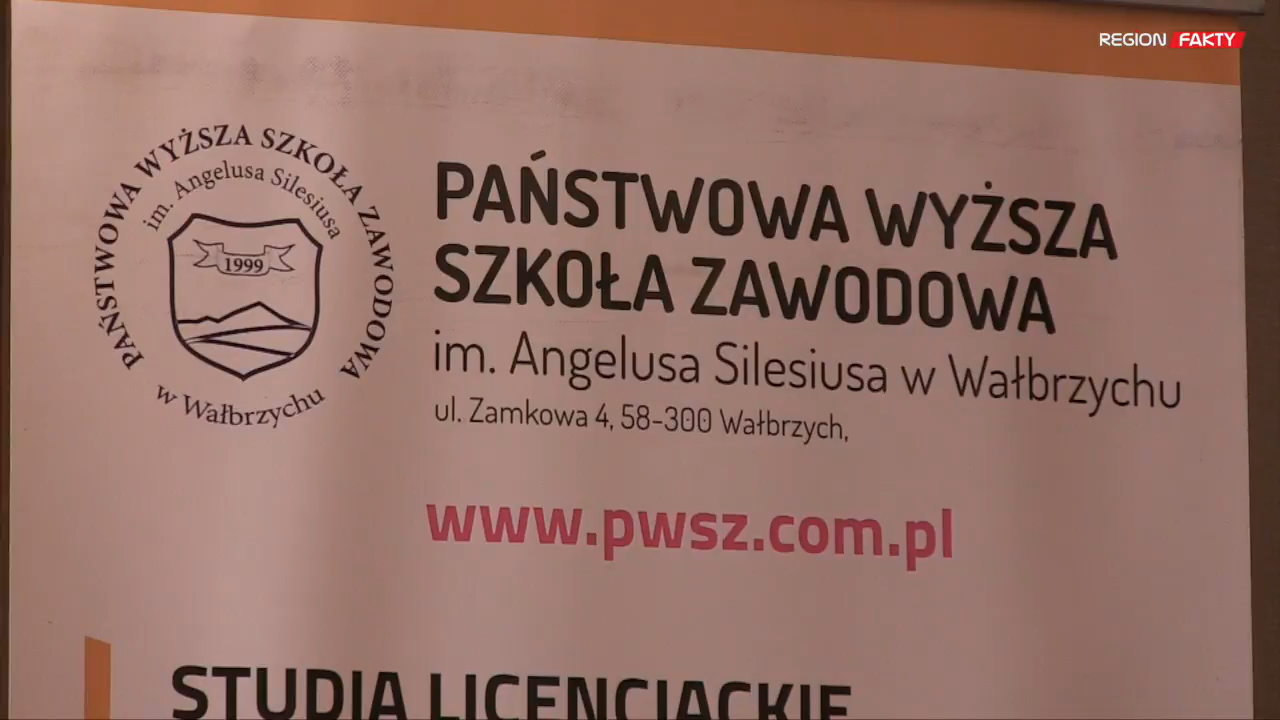 REGION FAKTY
PAŃSTWOWA WYŻSZA SZKOŁA ZAWODOWA
im. Angelusa Silesiusa
1999
w Wałbrzychu
PAŃSTWOWA WYŻSZA
SZKOŁA ZAWODOWA
im. Angelusa Silesiusa w Wałbrzychu
ul. Zamkowa 4, 58-300 Wałbrzych,
www.pwsz.com.pl
STUDIA LICENCJACKIE